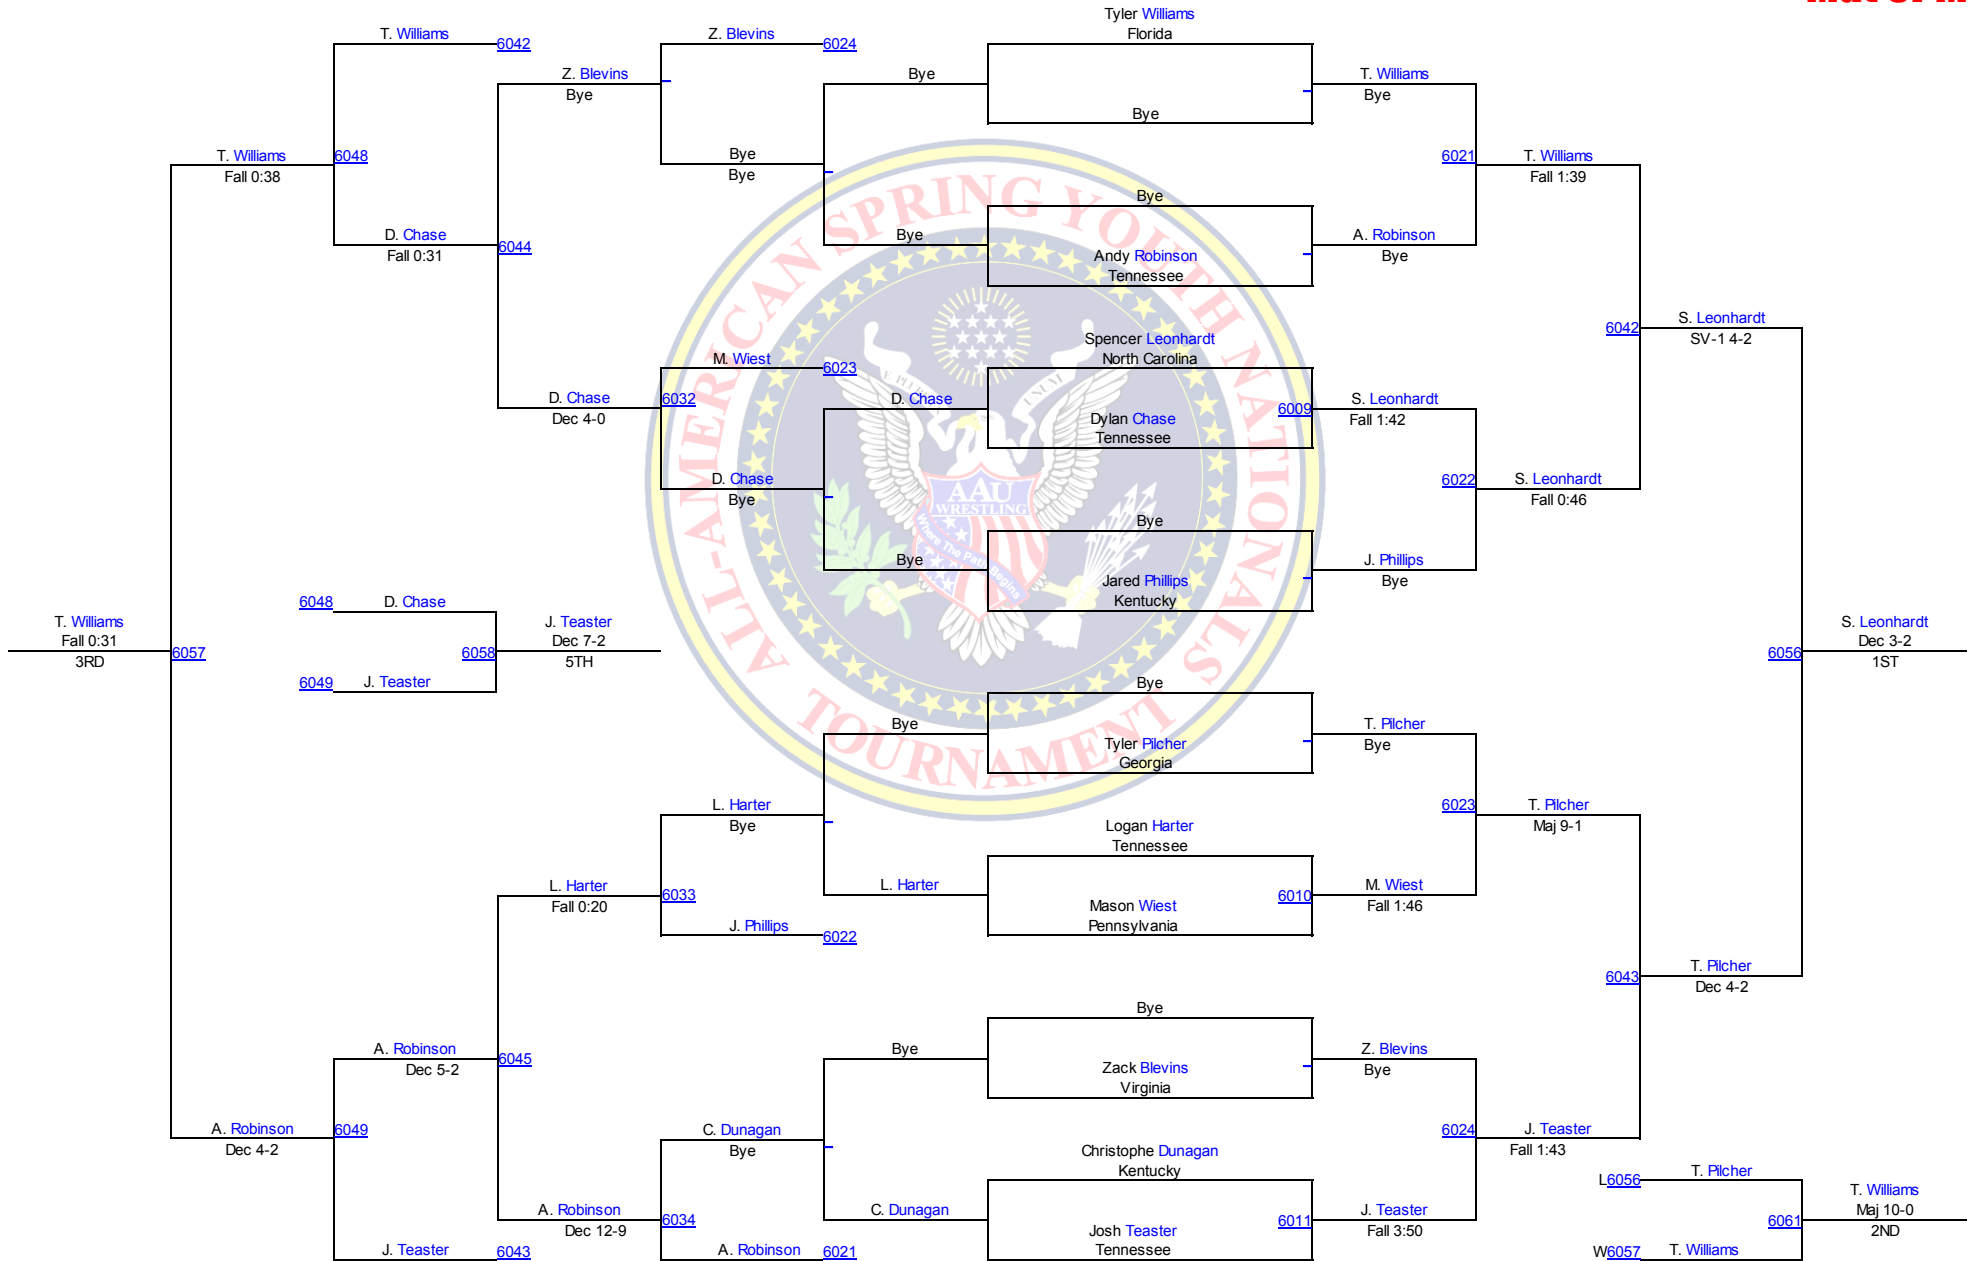 T. Williams
6042
Z. Blevins
6024
Tyler Williams
Florida
Z. Blevins
Bye
Bye
T. Williams
Bye
Bye
T. Williams
Fall 0:38
6048
Bye
Bye
6021
T. Williams
Fall 1:39
Bye
D. Chase
Fall 0:31
6044
Bye
Andy Robinson
Tennessee
A. Robinson
Bye
M. Wiest
6023
Spencer Leonhardt
North Carolina
6042
S. Leonhardt
SV-1 4-2
D. Chase
Dec 4-0
6032
D. Chase
Dylan Chase
Tennessee
6009
S. Leonhardt
Fall 1:42
D. Chase
Bye
6022
S. Leonhardt
Fall 0:46
Bye
Bye
Jared Phillips
Kentucky
J. Phillips
Bye
6048
D. Chase
T. Williams
Fall 0:31
3RD
6057
6049
J. Teaster
6058
J. Teaster
Dec 7-2
5TH
6056
S. Leonhardt
Dec 3-2
1ST
Bye
Bye
Tyler Pilcher
Georgia
T. Pilcher
Bye
L. Harter
Bye
Logan Harter
Tennessee
6023
T. Pilcher
Maj 9-1
L. Harter
Fall 0:20
6033
L. Harter
Mason Wiest
Pennsylvania
6010
M. Wiest
Fall 1:46
J. Phillips
6022
6043
T. Pilcher
Dec 4-2
Bye
A. Robinson
Dec 5-2
6045
Bye
Zack Blevins
Virginia
Z. Blevins
Bye
A. Robinson
Dec 4-2
6049
C. Dunagan
Bye
Christophe Dunagan
Kentucky
6024
J. Teaster
Fall 1:43
L6056
T. Pilcher
A. Robinson
Dec 12-9
6034
C. Dunagan
Josh Teaster
Tennessee
6011
J. Teaster
Fall 3:50
6061
T. Williams
Maj 10-0
2ND
J. Teaster
6043
A. Robinson
6021
W6057
T. Williams
ALL-AMERICAN SPRING YOUTH NATIONALS
TOURNAMENT
E PLURIBUS
UNUM
AAU
WRESTLING
Where The Path Begins